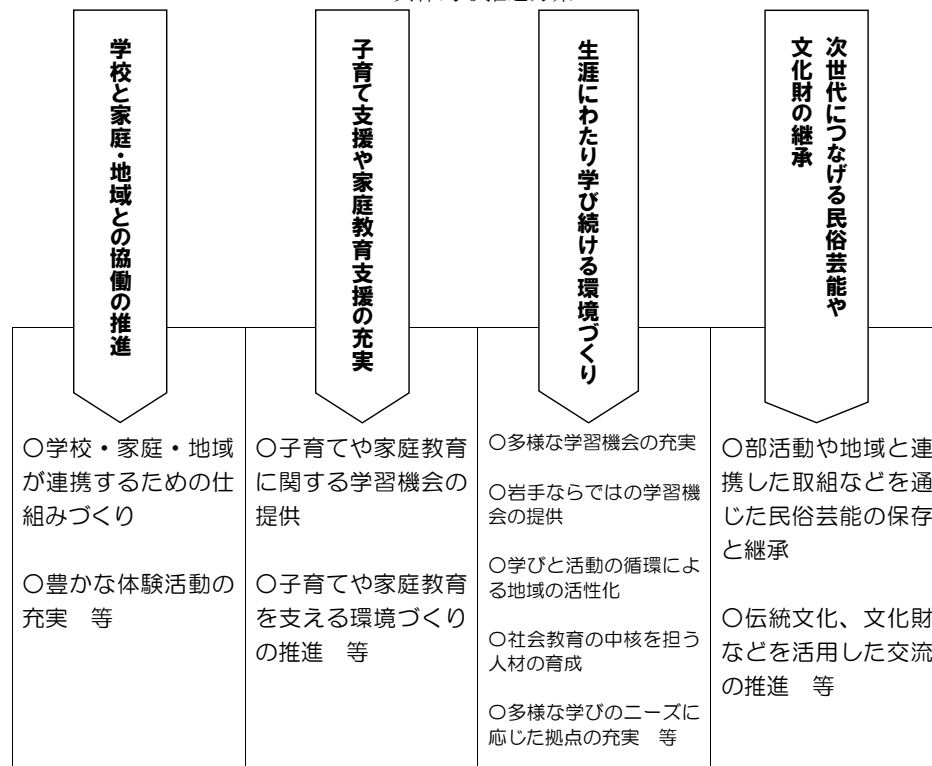 学校と家庭・地域との協働の推進
〇学校・家庭・地域
が連携するための仕
組みづくり
〇豊かな体験活動の
充実　等
子育て支援や家庭教育支援の充実
〇子育てや家庭教育
に関する学習機会の
提供
〇子育てや家庭教育
を支える環境づくり
の推進　等
生涯にわたり学び続ける環境づくり
〇多様な学習機会の充実
〇岩手ならではの学習機
会の提供
〇学びと活動の循環によ
る地域の活性化
〇社会教育の中核を担う
人材の育成
〇多様な学びのニーズに
応じた拠点の充実　等
次世代につなげる民俗芸能や
文化財の継承
〇部活動や地域と連
携した取組などを通
じた民俗芸能の保存
と継承
〇伝統文化、文化財
などを活用した交流
の推進　等